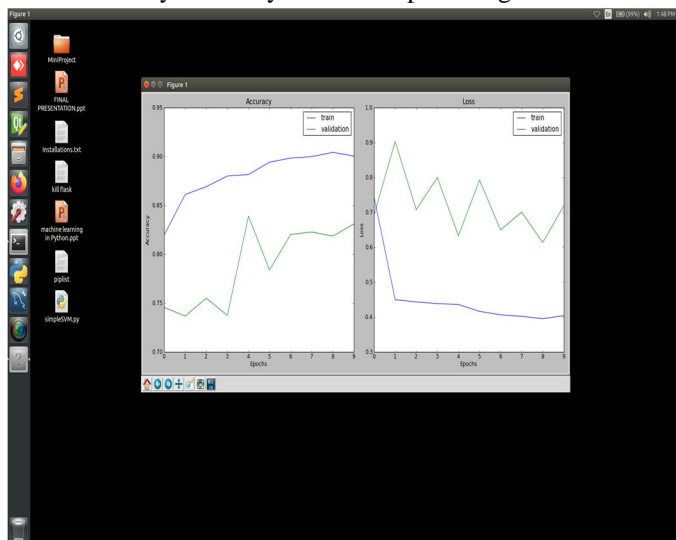 Figure 1
En
(99%)
1:48 PM
MiniProject
FINAL
PRESENTATION.ppt
Installations.txt
kill flask
machine learning
in Python.ppt
piplist
simpleSVM.py
Figure 1
Accuracy
0.95
0.90
0.85
0.80
0.75
0.70
Accuracy
train
validation
0 1 2 3 4 5 6 7 8 9
Epochs
Loss
1.0
0.9
0.8
0.7
0.6
0.5
0.4
0.3
Loss
train
validation
0 1 2 3 4 5 6 7 8 9
Epochs